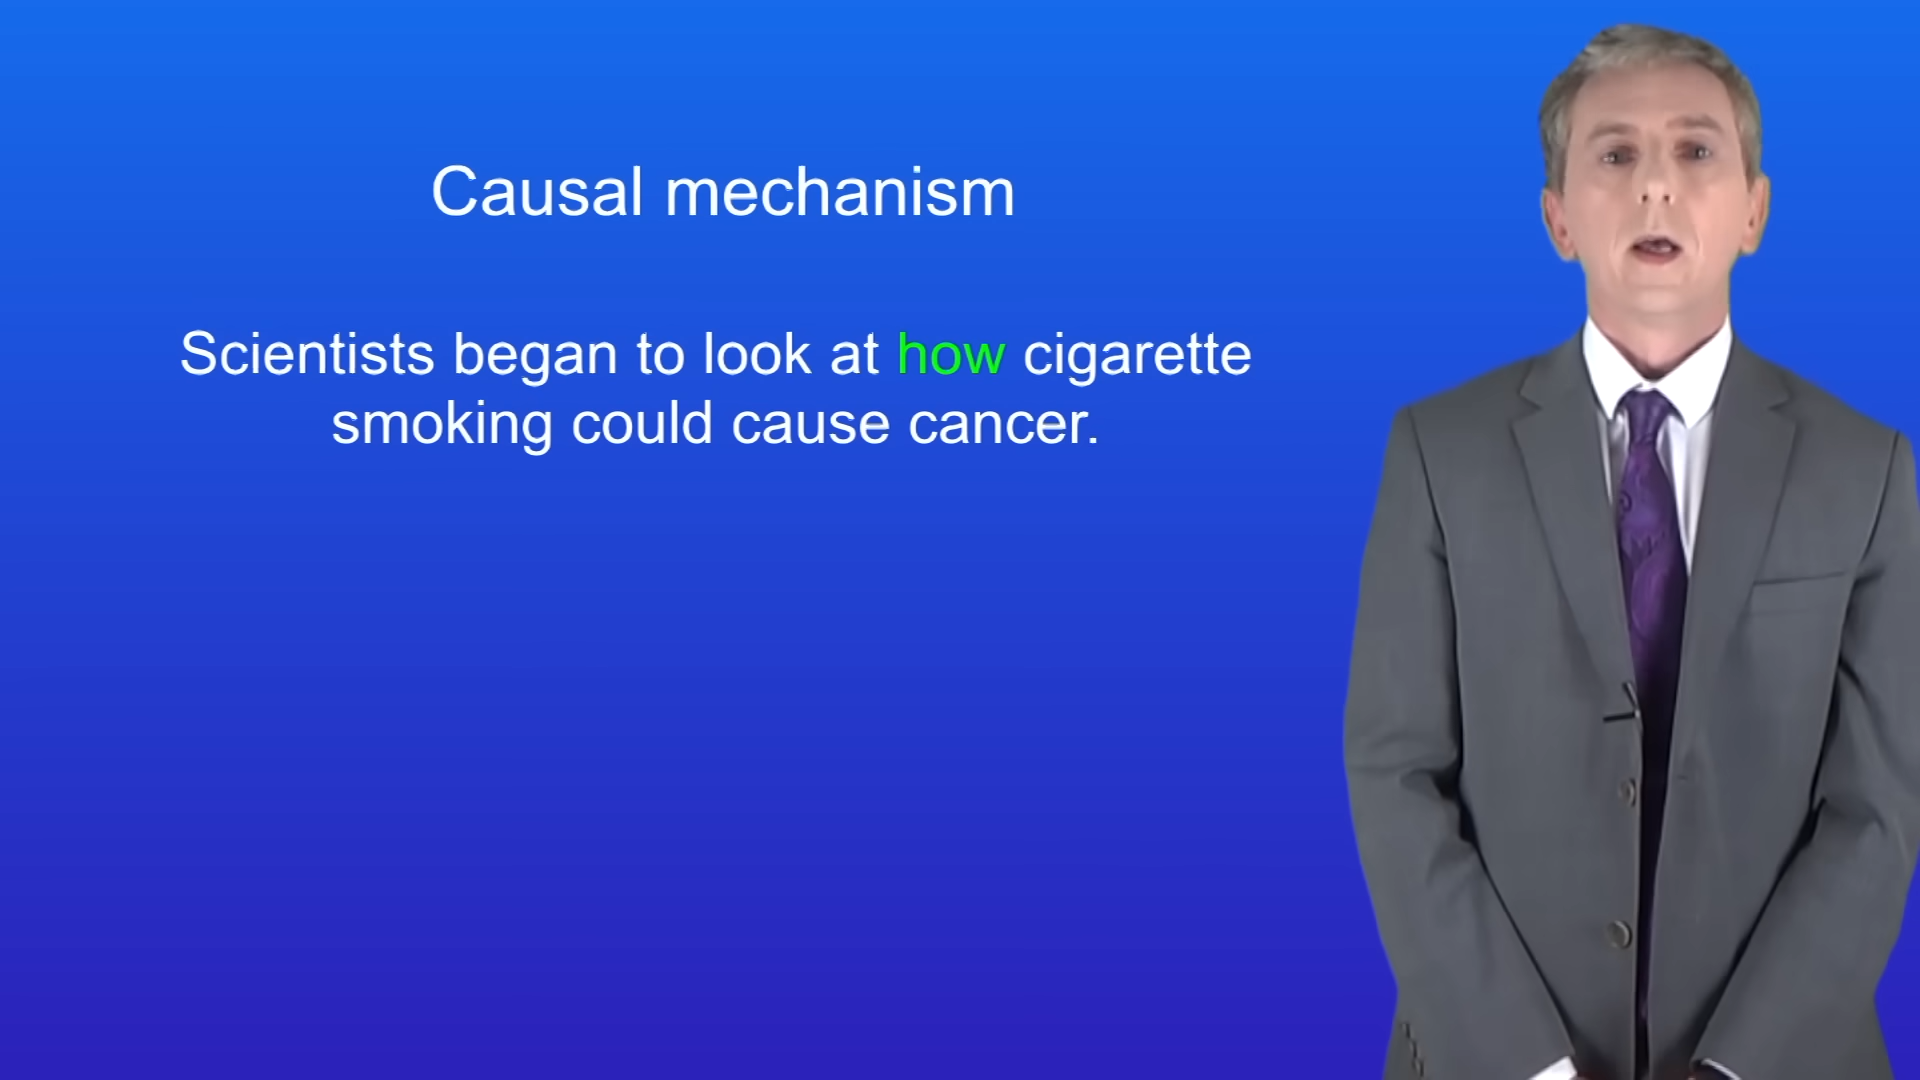 Causal mechanism
Scientists began to look at how cigarette
smoking could cause cancer.